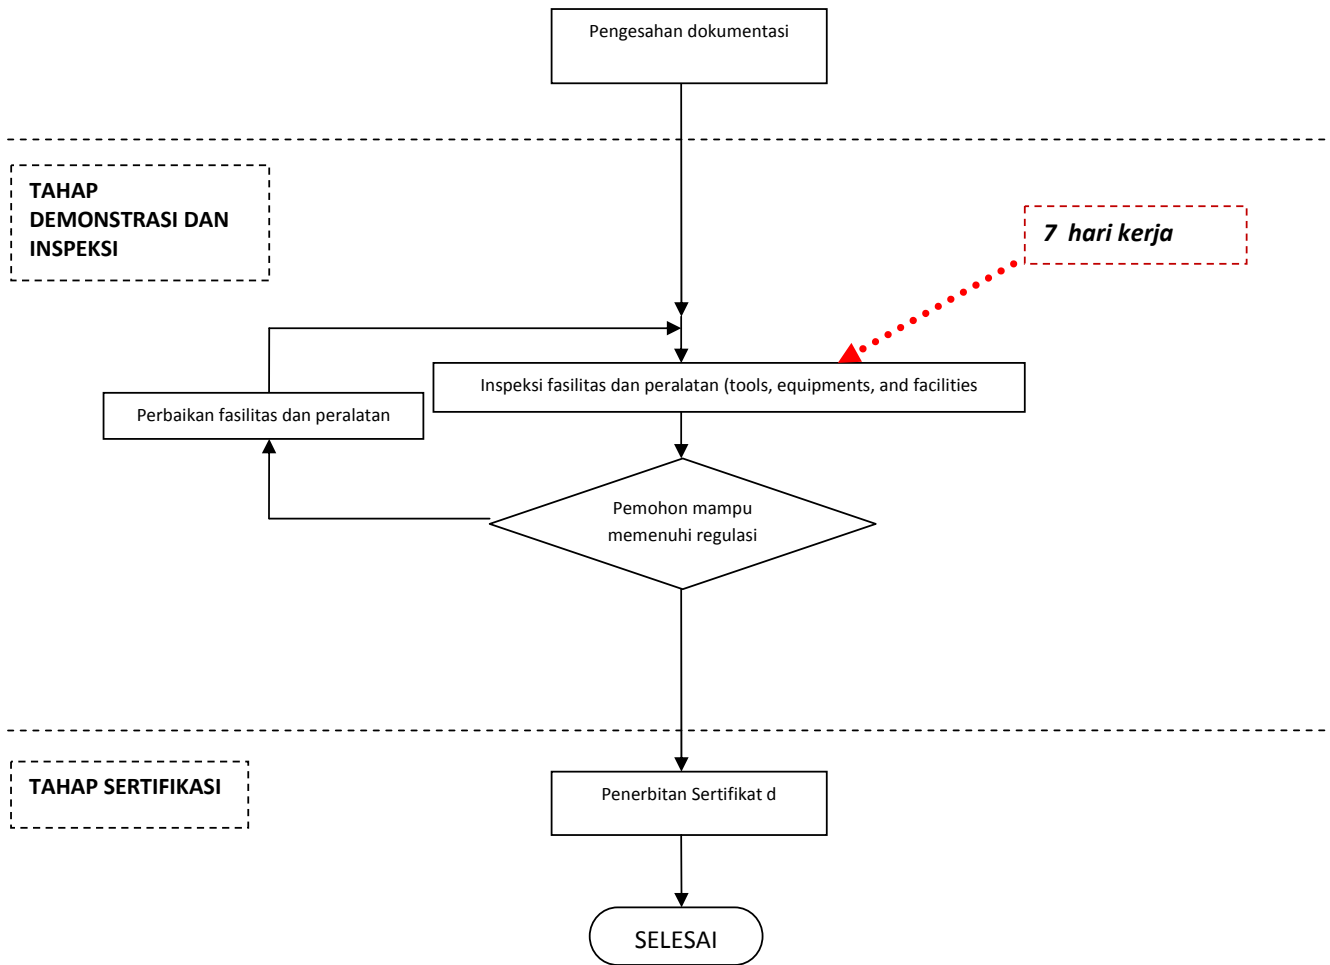 Pengesahan dokumentasi
TAHAP
DEMONSTRASI DAN
INSPEKSI
7 hari kerja
Inspeksi fasilitas dan peralatan (tools, equipments, and facilities
Perbaikan fasilitas dan peralatan
Pemohon mampu
memenuhi regulasi
TAHAP SERTIFIKASI
Penerbitan Sertifikat d
SELESAI